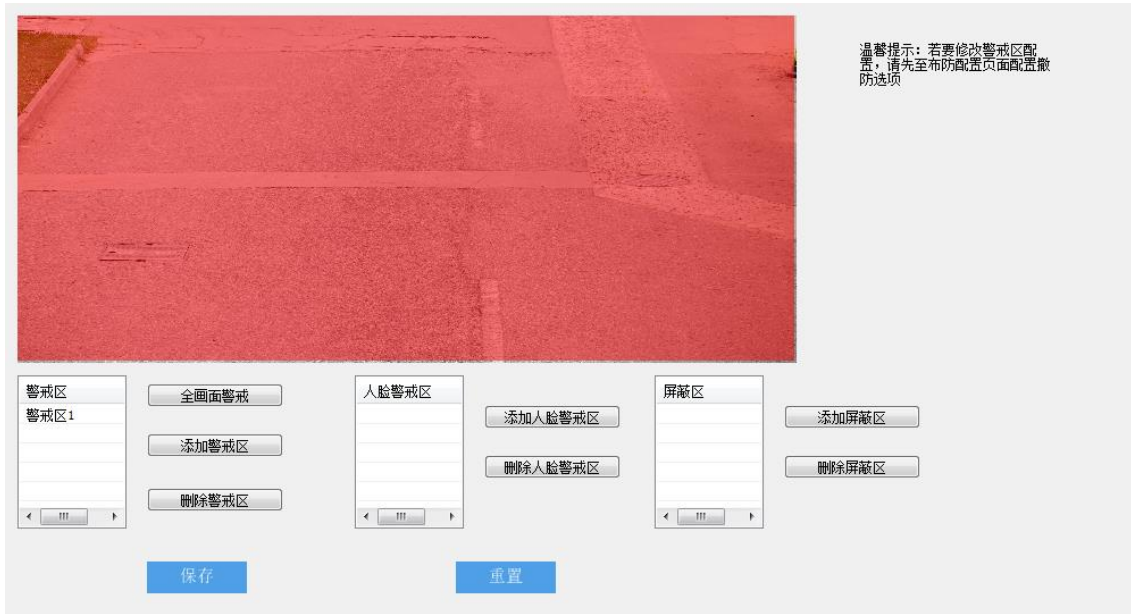 温馨提示：若要修改警戒区配
置，请先至布防配置页面配置撤
防选项
警戒区
警戒区1
全画面警戒
添加警戒区
删除警戒区
人脸警戒区
添加人脸警戒区
删除人脸警戒区
屏蔽区
添加屏蔽区
删除屏蔽区
保存
重置